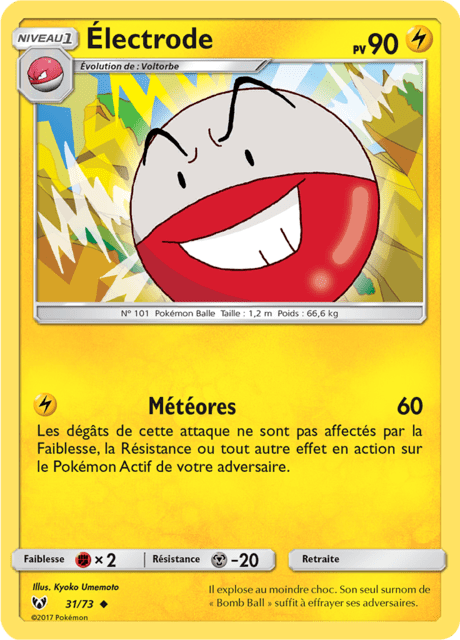 NIVEAU 1
Électrode
PV 90
Évolution de : Voltorbe
N° 101 Pokémon Balle Taille : 1,2 m Poids : 66,6 kg
Météores 60
Les dégâts de cette attaque ne sont pas affectés par la
Faiblesse, la Résistance ou tout autre effet en action sur
le Pokémon Actif de votre adversaire.
Faiblesse × 2 Résistance -20 Retraite
Illus. Kyoko Umemoto
31/73
©2017 Pokémon
Il explose au moindre choc. Son seul surnom de
« Bomb Ball » suffit à effrayer ses adversaires.